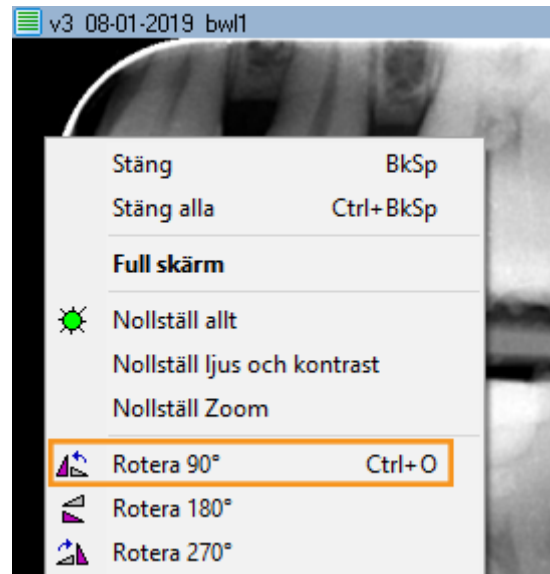 v3 08-01-2019 bwl1
Stäng BkSp
Stäng alla Ctrl+BkSp
Full skärm
Nollställ allt
Nollställ ljus och kontrast
Nollställ Zoom
Rotera 90° Ctrl+O
Rotera 180°
Rotera 270°